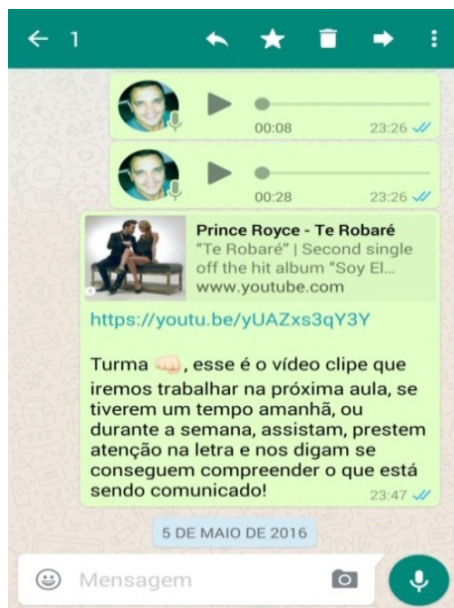 1
00:08 23:26
00:28 23:26
Prince Royce - Te Robaré
"Te Robaré" | Second single
off the hit album "Soy El...
www.youtube.com
https://youtu.be/yUAZxs3qY3Y
Turma 👊🏻, esse é o vídeo clipe que
iremos trabalhar na próxima aula, se
tiverem um tempo amanhã, ou
durante a semana, assistam, prestem
atenção na letra e nos digam se
conseguem compreender o que está
sendo comunicado!
23:47
5 DE MAIO DE 2016
Mensagem